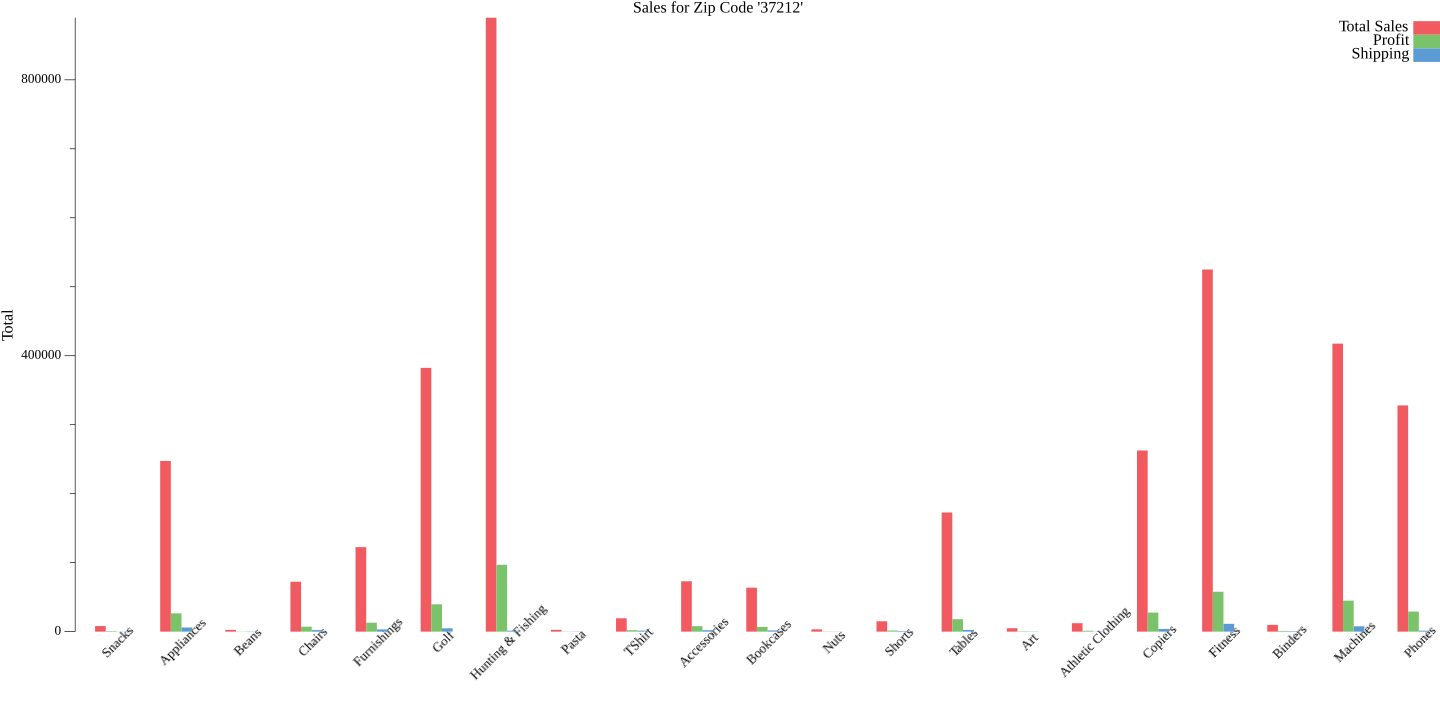 Sales for Zip Code '37212'
Total Sales
Profit
Shipping
Total
800000
400000
0
Snacks
Appliances
Beans
Chairs
Furnishings
Golf
Hunting & Fishing
Pasta
TShirt
Accessories
Bookcases
Nuts
Shorts
Tables
Art
Athletic Clothing
Copiers
Fitness
Binders
Machines
Phones